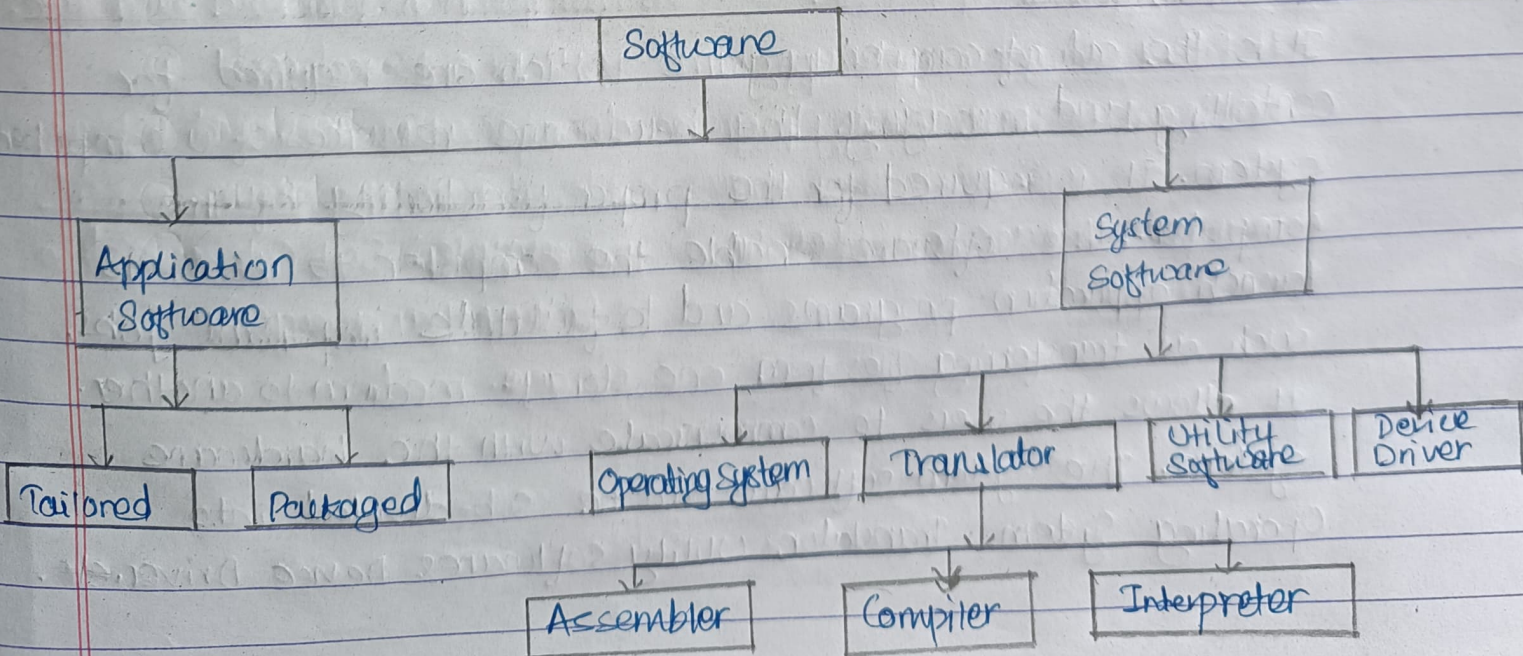 Software
Application
Software
System
Software
Tailored
Packaged
Operating System
Translator
Utility
Software
Device
Driver
Assembler
Compiler
Interpreter